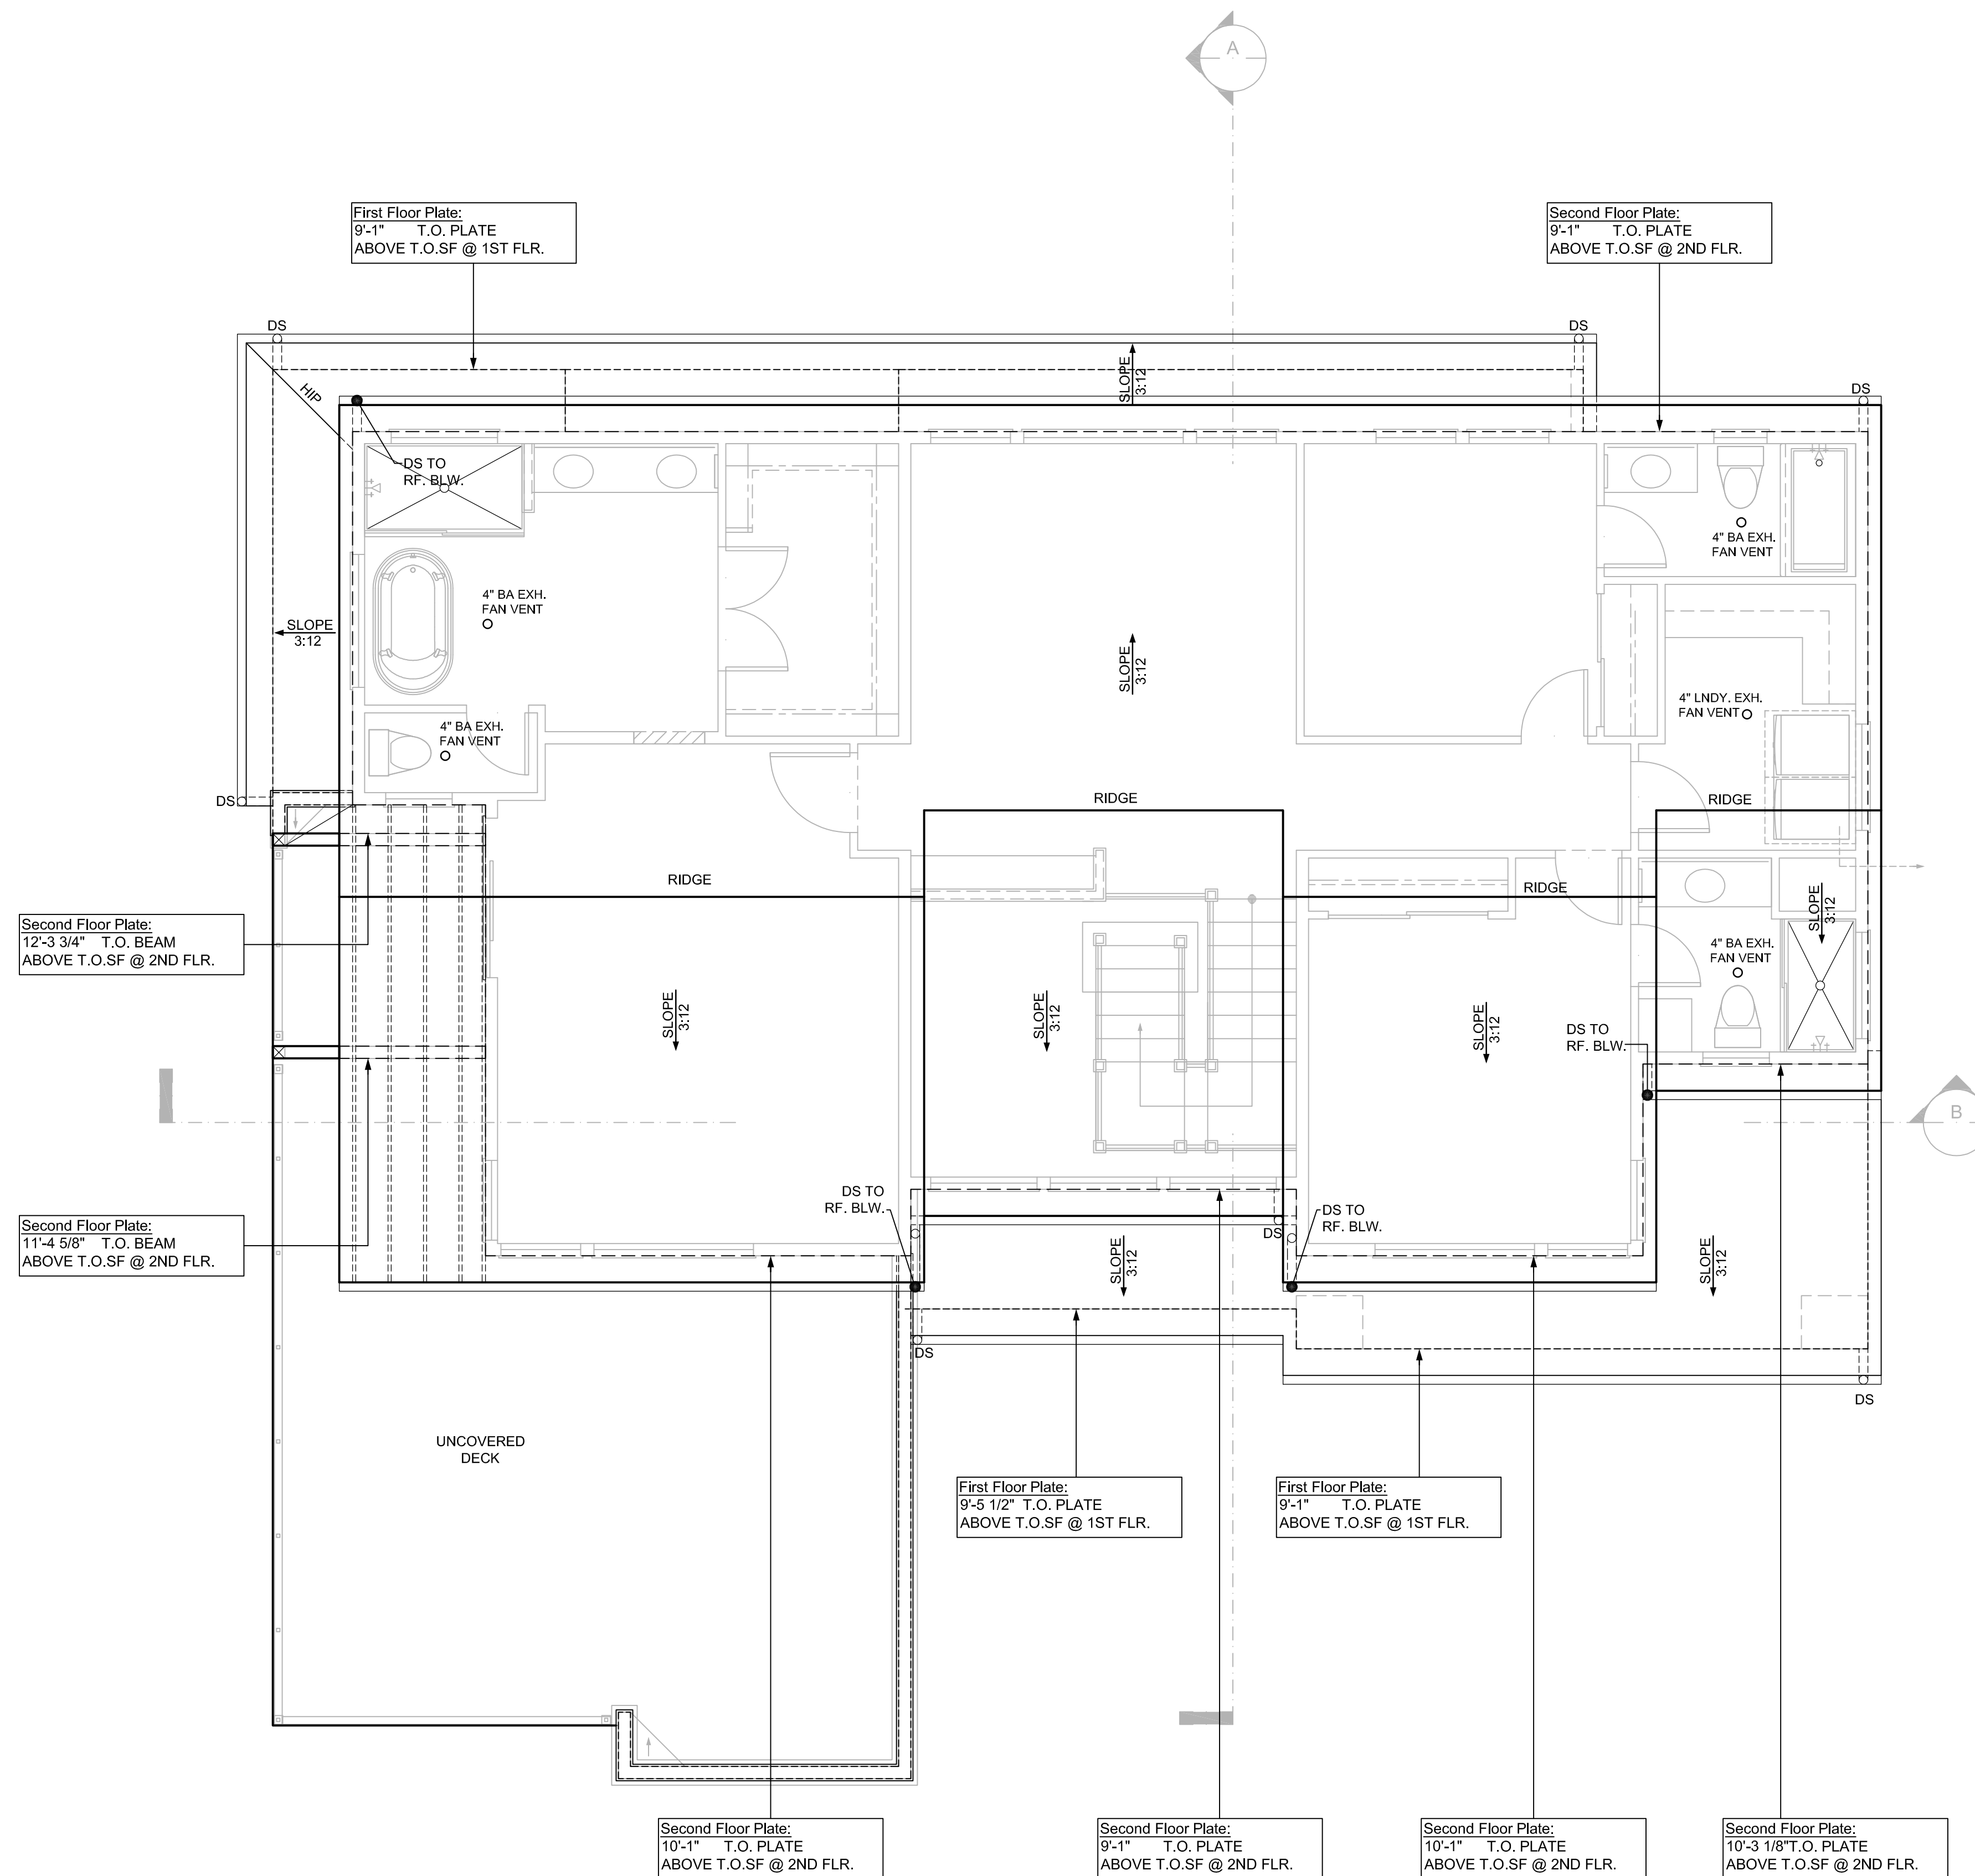 A
First Floor Plate:
9'-1" T.O. PLATE
ABOVE T.O.SF @ 1ST FLR.
Second Floor Plate:
9'-1" T.O. PLATE
ABOVE T.O.SF @ 2ND FLR.
DS
DS
DS
HIP
SLOPE
3:12
DS TO
RF. BLW.
4" BA EXH.
FAN VENT
4" BA EXH.
FAN VENT
SLOPE
3:12
SLOPE
3:12
4" LNDY. EXH.
FAN VENT
4" BA EXH.
FAN VENT
DS
RIDGE
RIDGE
RIDGE
RIDGE
SLOPE
3:12
Second Floor Plate:
12'-3 3/4" T.O. BEAM
ABOVE T.O.SF @ 2ND FLR.
4" BA EXH.
FAN VENT
SLOPE
3:12
SLOPE
3:12
SLOPE
3:12
DS TO
RF. BLW.
B
DS TO
RF. BLW.
DS TO
RF. BLW.
DS
DS
Second Floor Plate:
11'-4 5/8" T.O. BEAM
ABOVE T.O.SF @ 2ND FLR.
SLOPE
3:12
SLOPE
3:12
DS
DS
UNCOVERED
DECK
First Floor Plate:
9'-5 1/2" T.O. PLATE
ABOVE T.O.SF @ 1ST FLR.
First Floor Plate:
9'-1" T.O. PLATE
ABOVE T.O.SF @ 1ST FLR.
Second Floor Plate:
10'-1" T.O. PLATE
ABOVE T.O.SF @ 2ND FLR.
Second Floor Plate:
9'-1" T.O. PLATE
ABOVE T.O.SF @ 2ND FLR.
Second Floor Plate:
10'-1" T.O. PLATE
ABOVE T.O.SF @ 2ND FLR.
Second Floor Plate:
10'-3 1/8"T.O. PLATE
ABOVE T.O.SF @ 2ND FLR.